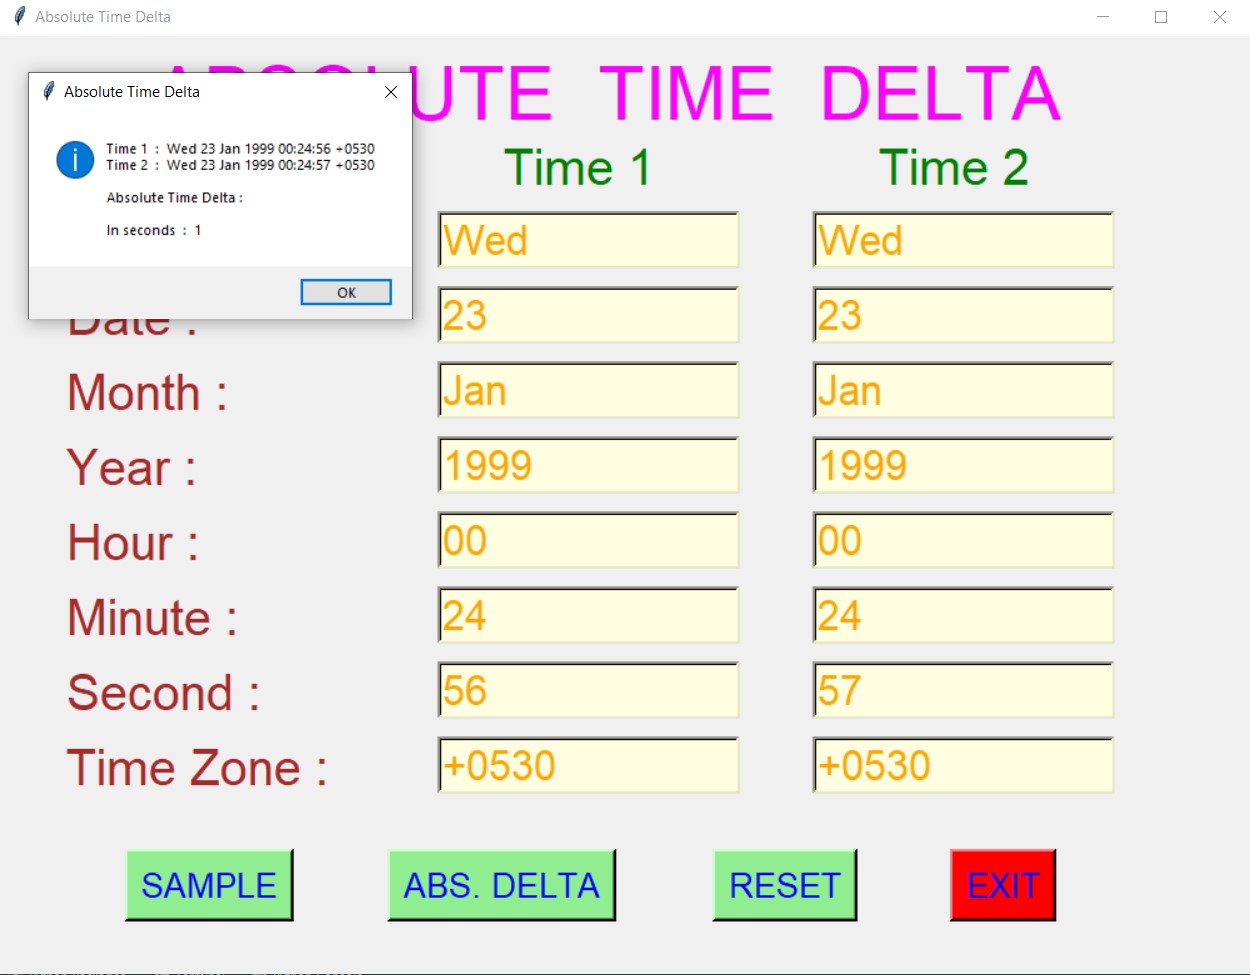 Absolute Time Delta
UTE TIME DELTA
Absolute Time Delta
Time 1 : Wed 23 Jan 1999 00:24:56 +0530
Time 2 : Wed 23 Jan 1999 00:24:57 +0530
Absolute Time Delta :
In seconds : 1
OK
Time 1 Time 2
Wed Wed
Date : 23 23
Month : Jan Jan
Year : 1999 1999
Hour : 00 00
Minute : 24 24
Second : 56 57
Time Zone : +0530 +0530
SAMPLE ABS. DELTA RESET EXIT